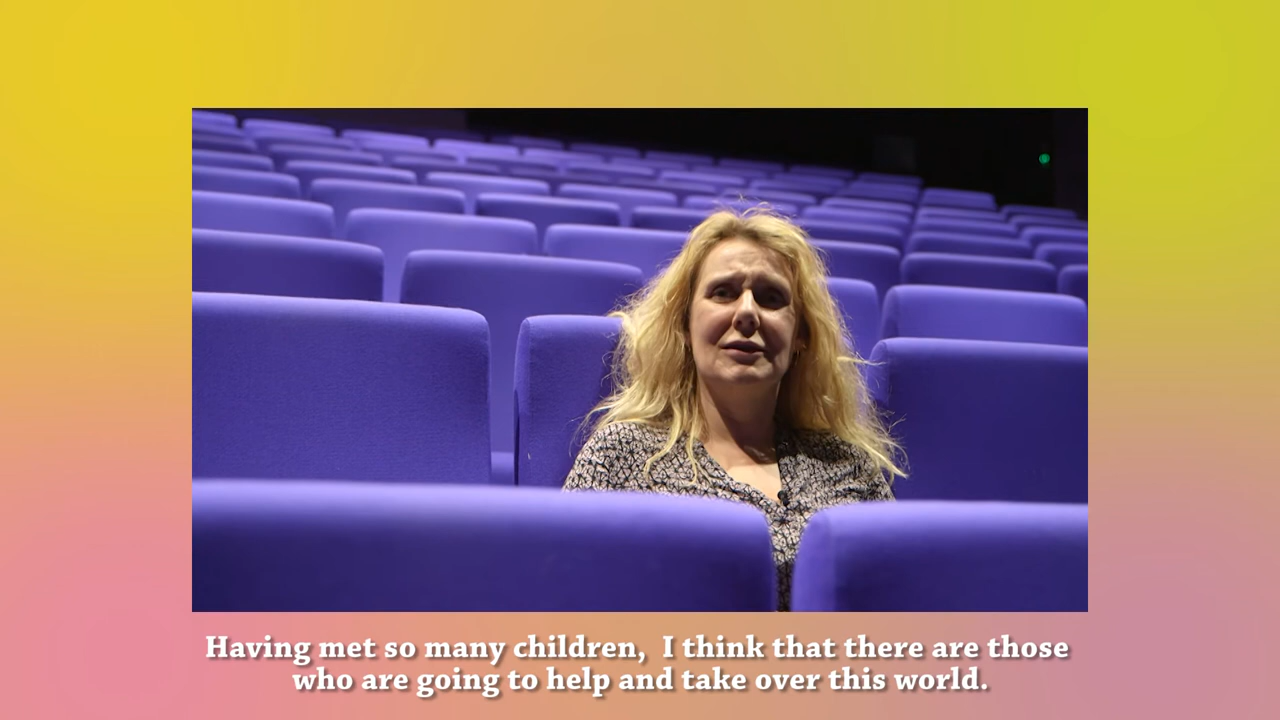 Having met so many children,  I think that there are those
who are going to help and take over this world.